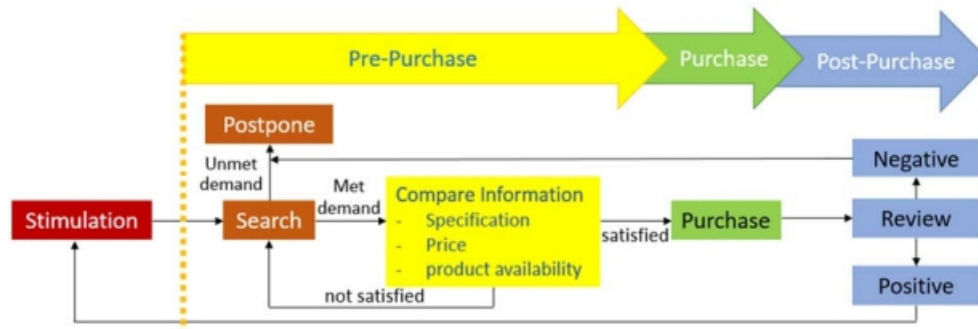 Pre-Purchase
Purchase
Post-Purchase
Postpone
Unmet
demand
Negative
Met
demand
Compare Information
- Specification
- Price
- product availability
Stimulation
Search
satisfied
Purchase
Review
Positive
not satisfied